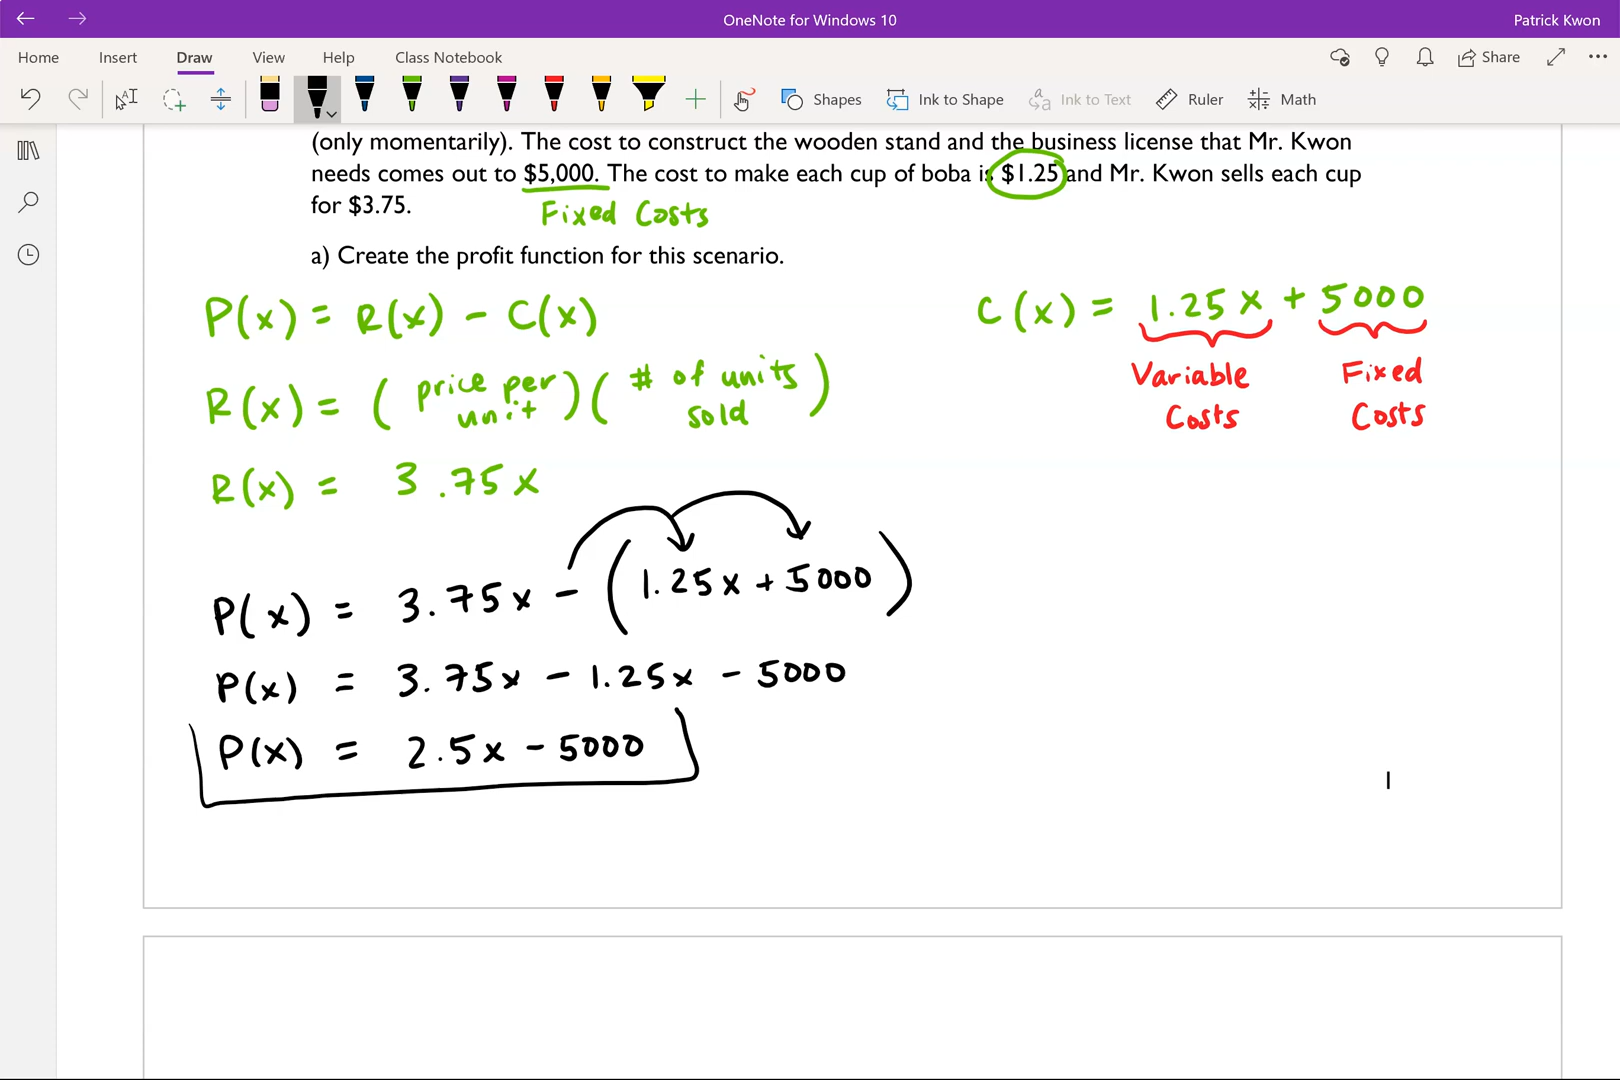 OneNote for Windows 10
Patrick Kwon
Home Insert Draw View Help Class Notebook
Share
Shapes Ink to Shape Ink to Text Ruler Math
(only momentarily). The cost to construct the wooden stand and the business license that Mr. Kwon
needs comes out to $5,000. The cost to make each cup of boba is $1.25 and Mr. Kwon sells each cup
for $3.75.
Fixed Costs
a) Create the profit function for this scenario.
P(x) = R(x) - C(x)
C(x) = 1.25x + 5000
Variable Costs
Fixed Costs
R(x) = (price per unit)(# of units sold)
R(x) = 3.75x
P(x) = 3.75x - (1.25x + 5000)
P(x) = 3.75x - 1.25x - 5000
P(x) = 2.5x - 5000
1